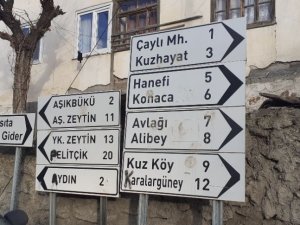 sıta
Gider
AŞIKBÜKÜ 2
AŞ. ZEYTİN 11
YK. ZEYTİN 13
PELİTÇİK 20
AYDIN 2
Çaylı Mh. 1
Kuzhayat 3
Hanefi 5
Konaca 6
Avlağı 7
Alibey 8
Kuz Köy 9
Karalargüney 12